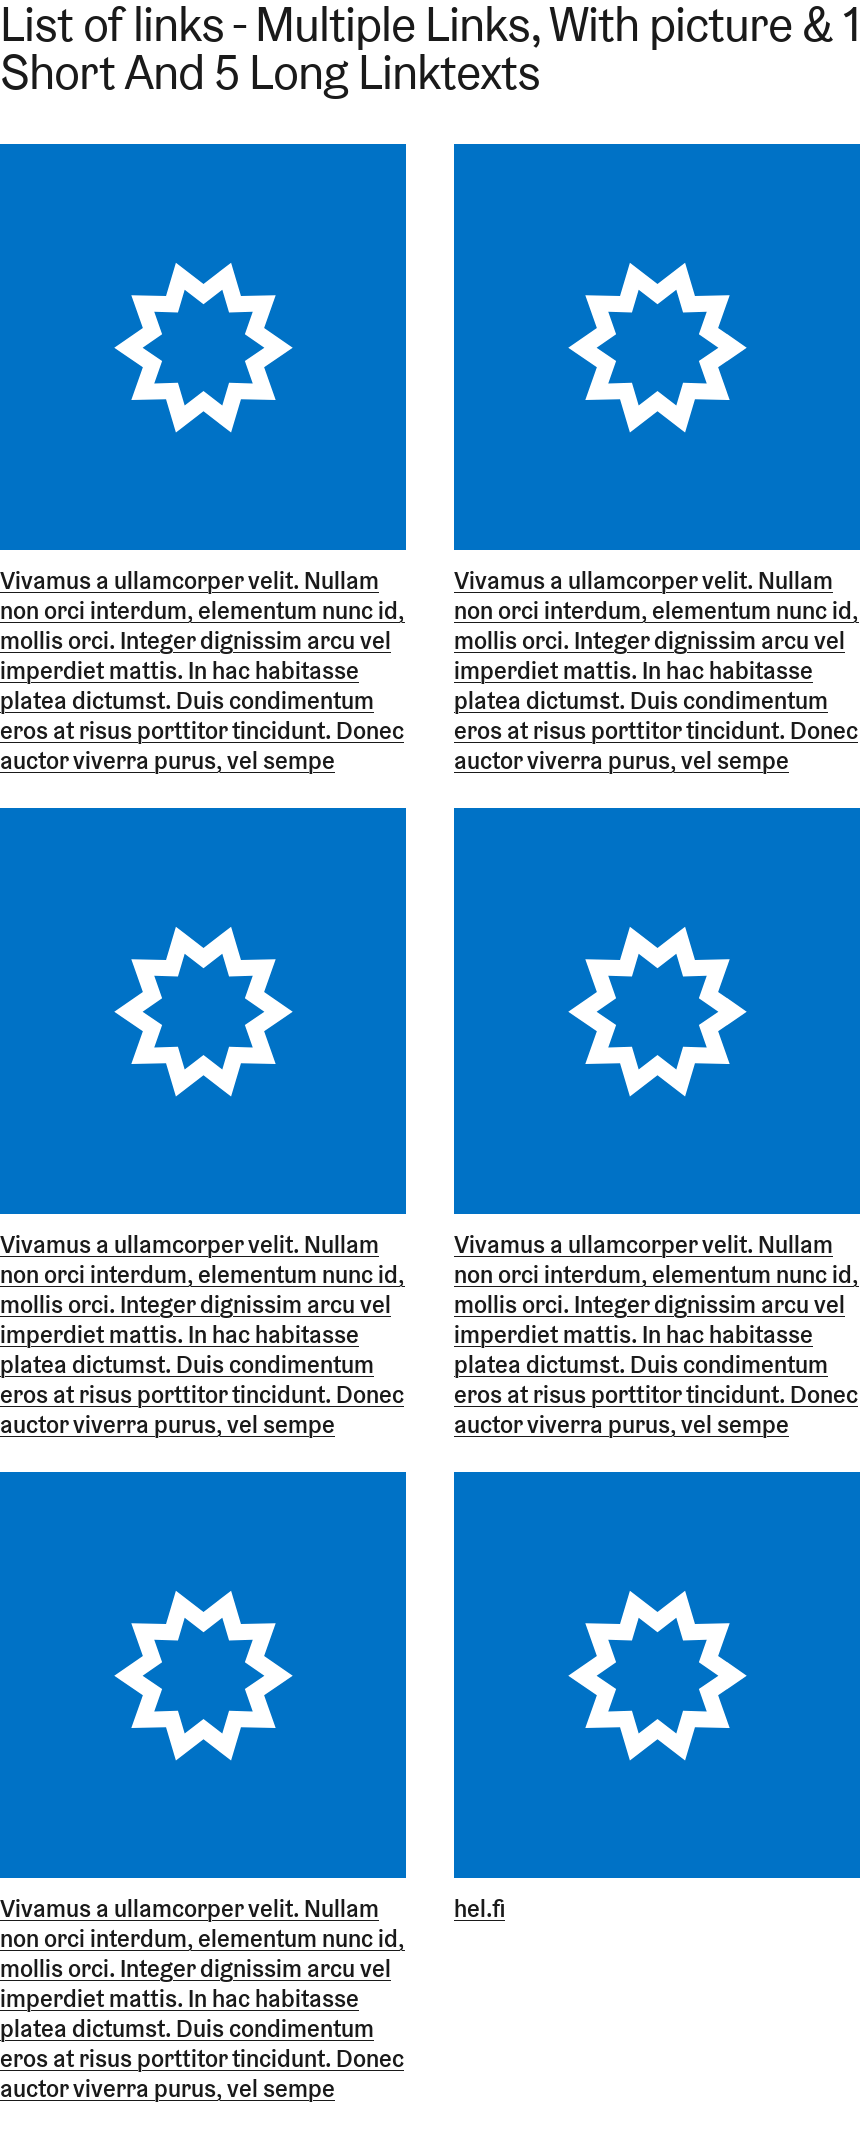 List of links - Multiple Links, With picture & 1
Short And 5 Long Linktexts
Vivamus a ullamcorper velit. Nullam
non orci interdum, elementum nunc id,
mollis orci. Integer dignissim arcu vel
imperdiet mattis. In hac habitasse
platea dictumst. Duis condimentum
eros at risus porttitor tincidunt. Donec
auctor viverra purus, vel sempe
Vivamus a ullamcorper velit. Nullam
non orci interdum, elementum nunc id,
mollis orci. Integer dignissim arcu vel
imperdiet mattis. In hac habitasse
platea dictumst. Duis condimentum
eros at risus porttitor tincidunt. Donec
auctor viverra purus, vel sempe
Vivamus a ullamcorper velit. Nullam
non orci interdum, elementum nunc id,
mollis orci. Integer dignissim arcu vel
imperdiet mattis. In hac habitasse
platea dictumst. Duis condimentum
eros at risus porttitor tincidunt. Donec
auctor viverra purus, vel sempe
Vivamus a ullamcorper velit. Nullam
non orci interdum, elementum nunc id,
mollis orci. Integer dignissim arcu vel
imperdiet mattis. In hac habitasse
platea dictumst. Duis condimentum
eros at risus porttitor tincidunt. Donec
auctor viverra purus, vel sempe
Vivamus a ullamcorper velit. Nullam
non orci interdum, elementum nunc id,
mollis orci. Integer dignissim arcu vel
imperdiet mattis. In hac habitasse
platea dictumst. Duis condimentum
eros at risus porttitor tincidunt. Donec
auctor viverra purus, vel sempe
hel.fi